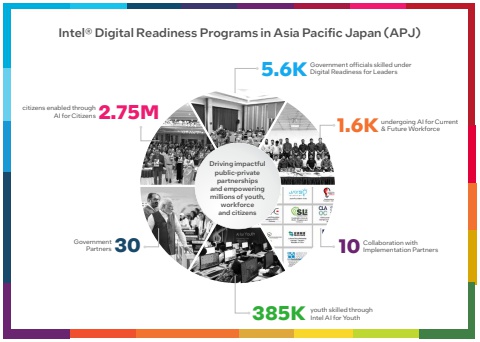 Intel® Digital Readiness Programs in Asia Pacific Japan (APJ)
5.6K
Government officials skilled under
Digital Readiness for Leaders
citizens enabled through
AI for Citizens
2.75M
1.6K
undergoing AI for Current
& Future Workforce
Driving impactful
public-private
partnerships
and empowering
millions of youth,
workforce
and citizens
Government
Partners
30
10
Collaboration with
Implementation Partners
385K
youth skilled through
Intel AI for Youth